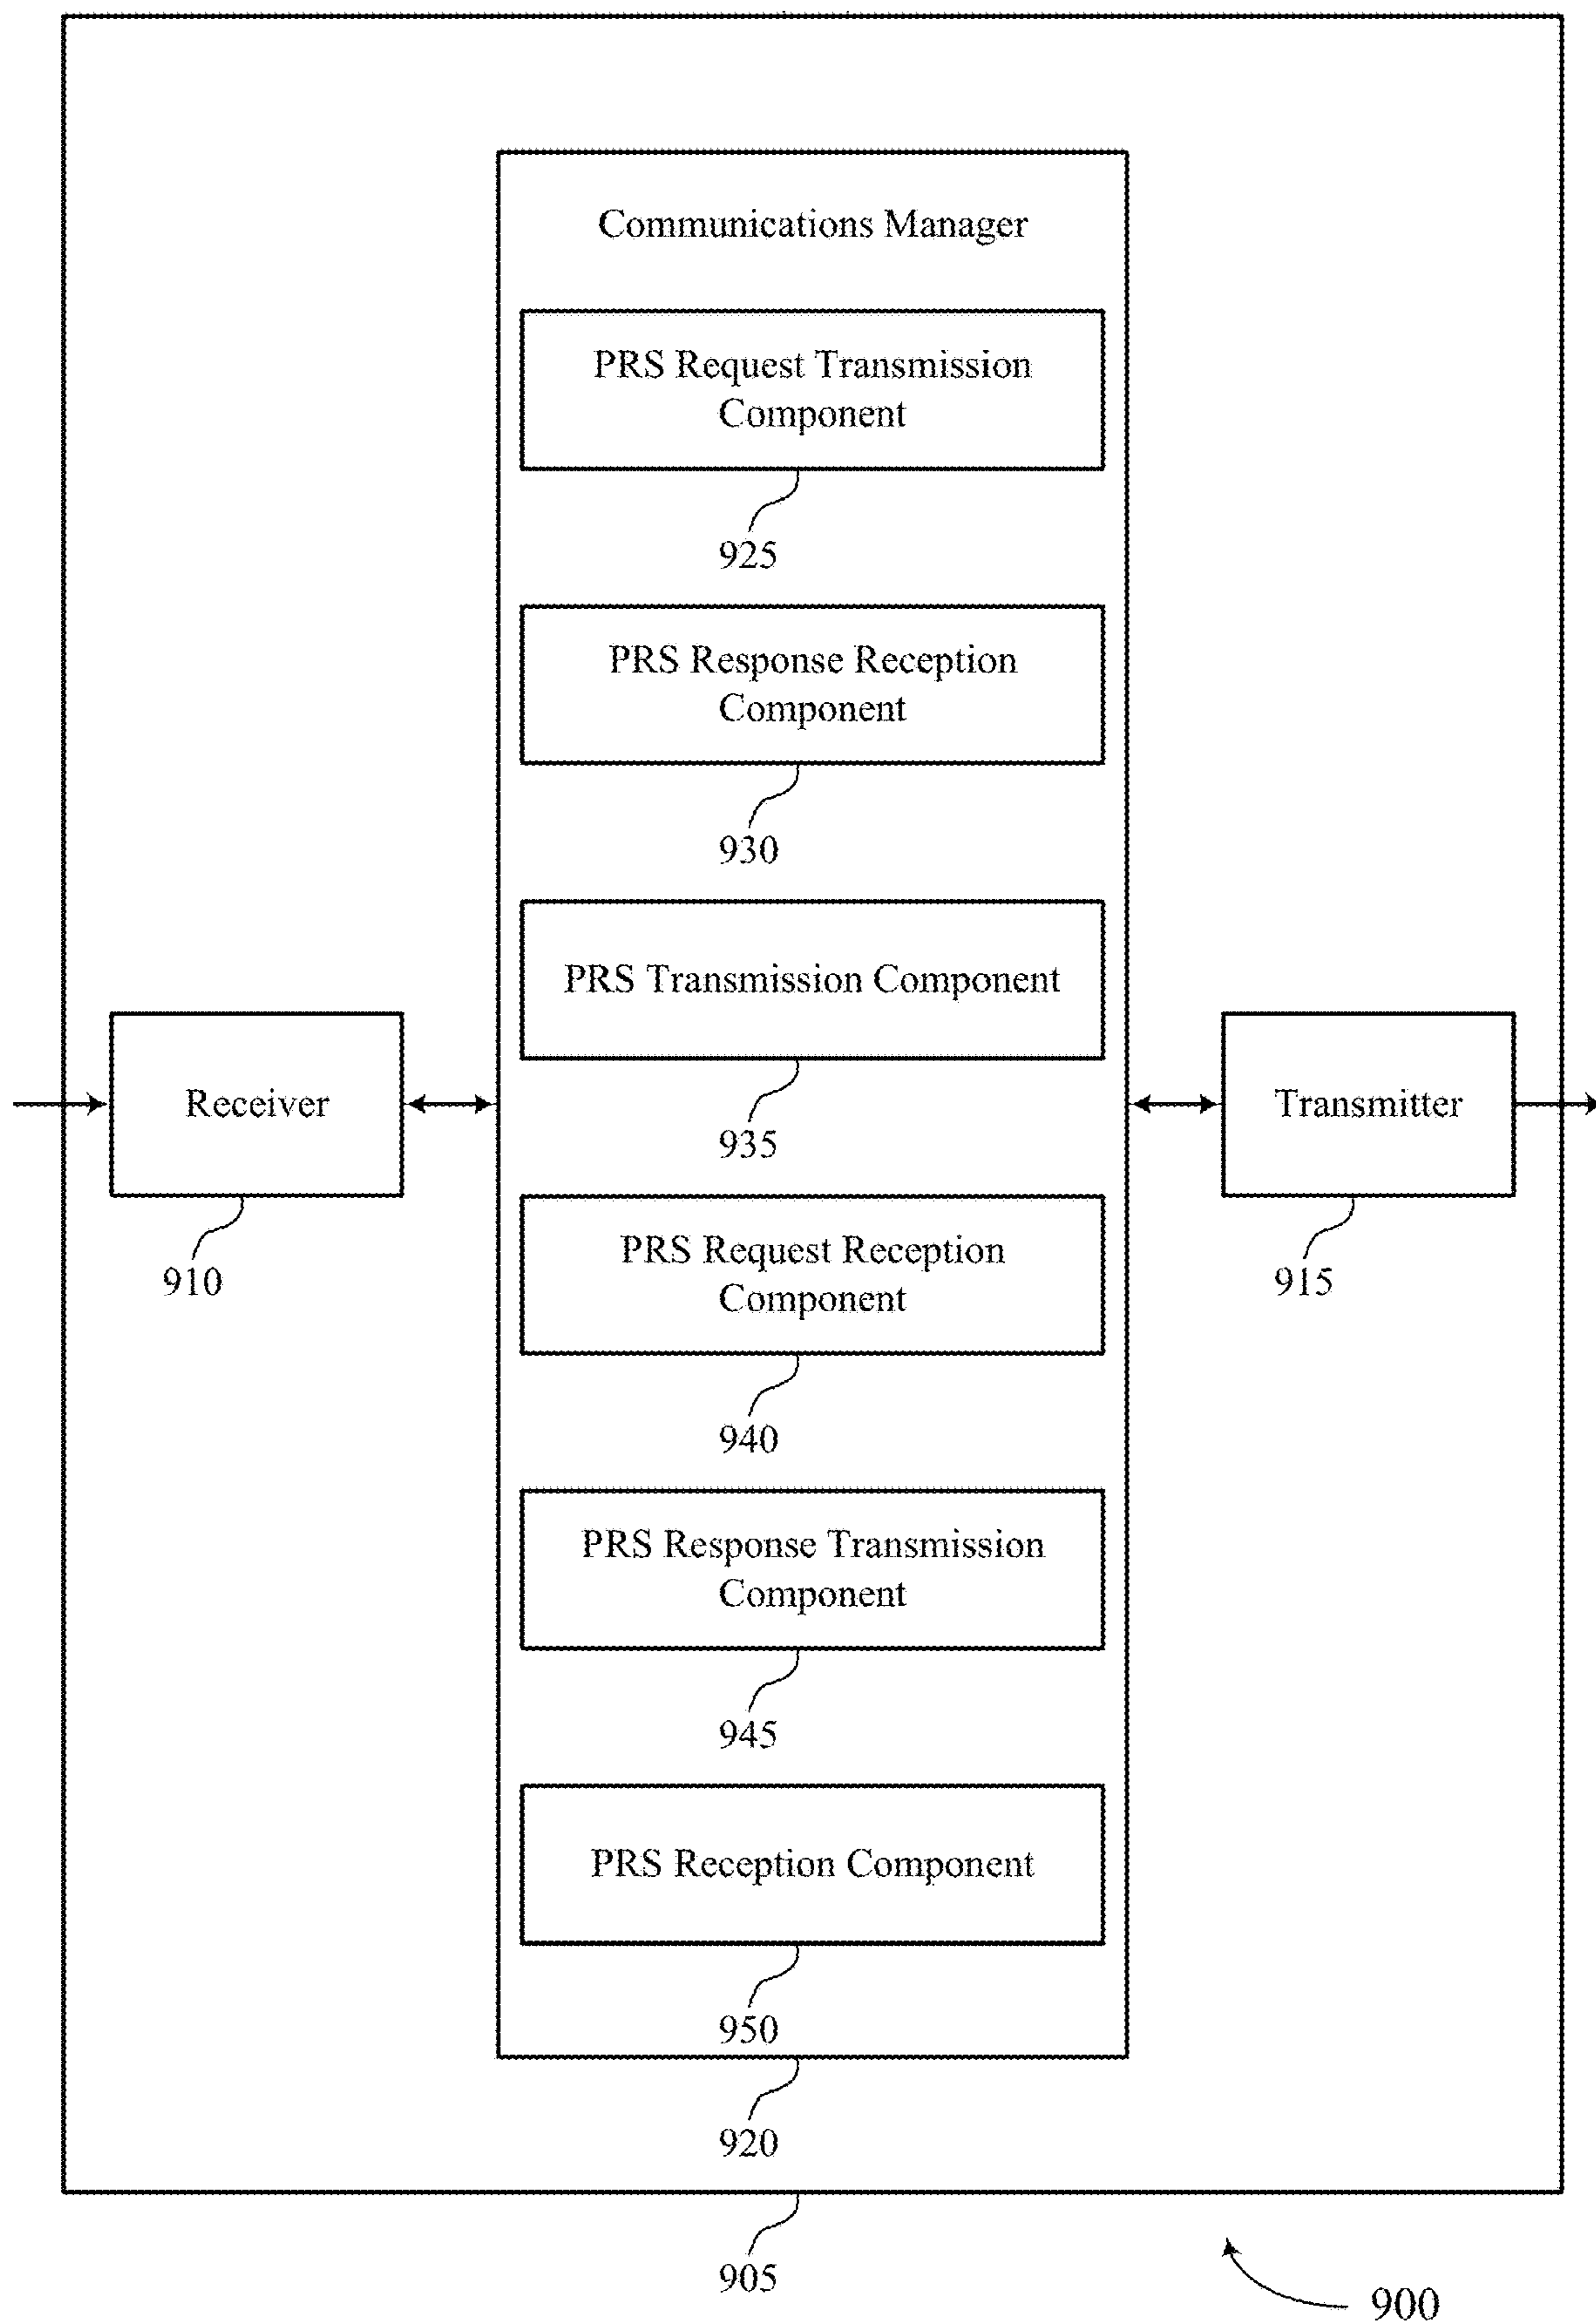 Communications Manager
PRS Request Transmission
Component
925
PRS Response Reception
Component
930
PRS Transmission Component
935
Receiver
910
Transmitter
915
PRS Request Reception
Component
940
PRS Response Transmission
Component
945
PRS Reception Component
950
920
905
900